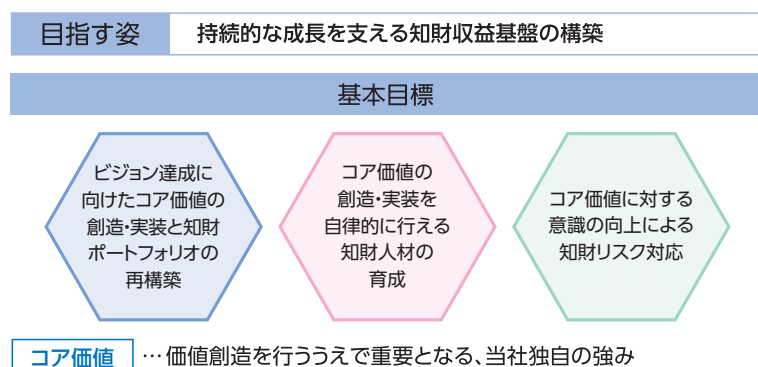 目指す姿 持続的な成長を支える知財収益基盤の構築
基本目標
ビジョン達成に
向けたコア価値の
創造・実装と知財
ポートフォリオの
再構築
コア価値の
創造・実装を
自律的に行える
知財人材の
育成
コア価値に対する
意識の向上による
知財リスク対応
コア価値 …価値創造を行ううえで重要となる、当社独自の強み